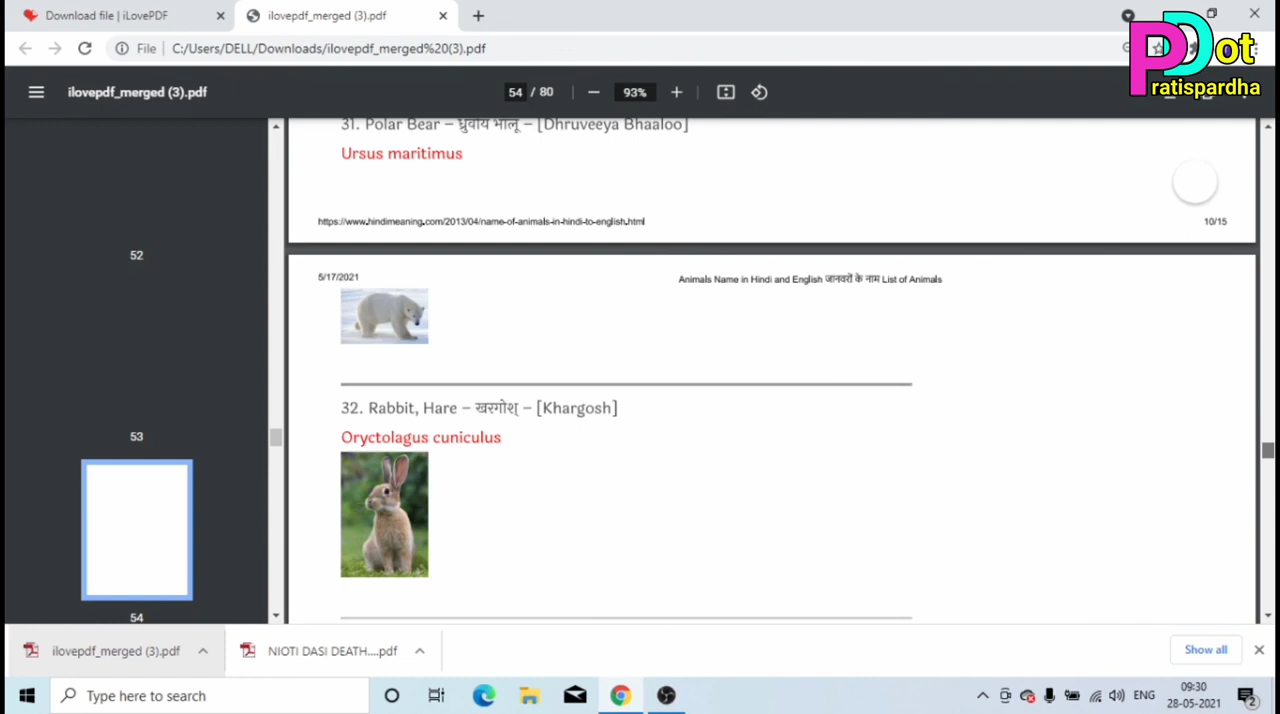 Download file | iLovePDF
ilovepdf_merged (3).pdf
File
C:/Users/DELL/Downloads/ilovepdf_merged%20(3).pdf
P Dot
ratispardha
ilovepdf_merged (3).pdf
54 / 80
93%
31. Polar Bear – ध्रुवीय भालू – [Dhruveeya Bhaaloo]
Ursus maritimus
https://www.hindimeaning.com/2013/04/name-of-animals-in-hindi-to-english.html
10/15
52
5/17/2021
Animals Name in Hindi and English जानवरों के नाम List of Animals
32. Rabbit, Hare – खरगोश् – [Khargosh]
Oryctolagus cuniculus
53
54
ilovepdf_merged (3).pdf
NIOTI DASI DEATH....pdf
Show all
Type here to search
ENG
09:30
28-05-2021
2